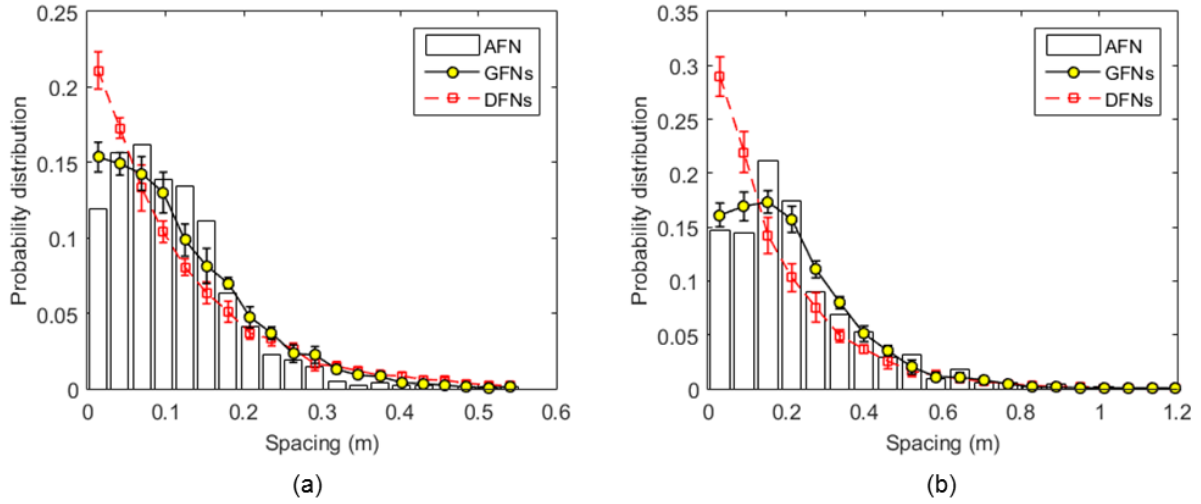 0.25
0.2
0.15
0.1
0.05
0
Probability distribution
0 0.1 0.2 0.3 0.4 0.5 0.6
Spacing (m)
AFN
GFNs
DFNs
(a)
0.35
0.3
0.25
0.2
0.15
0.1
0.05
0
Probability distribution
0 0.2 0.4 0.6 0.8 1 1.2
Spacing (m)
AFN
GFNs
DFNs
(b)